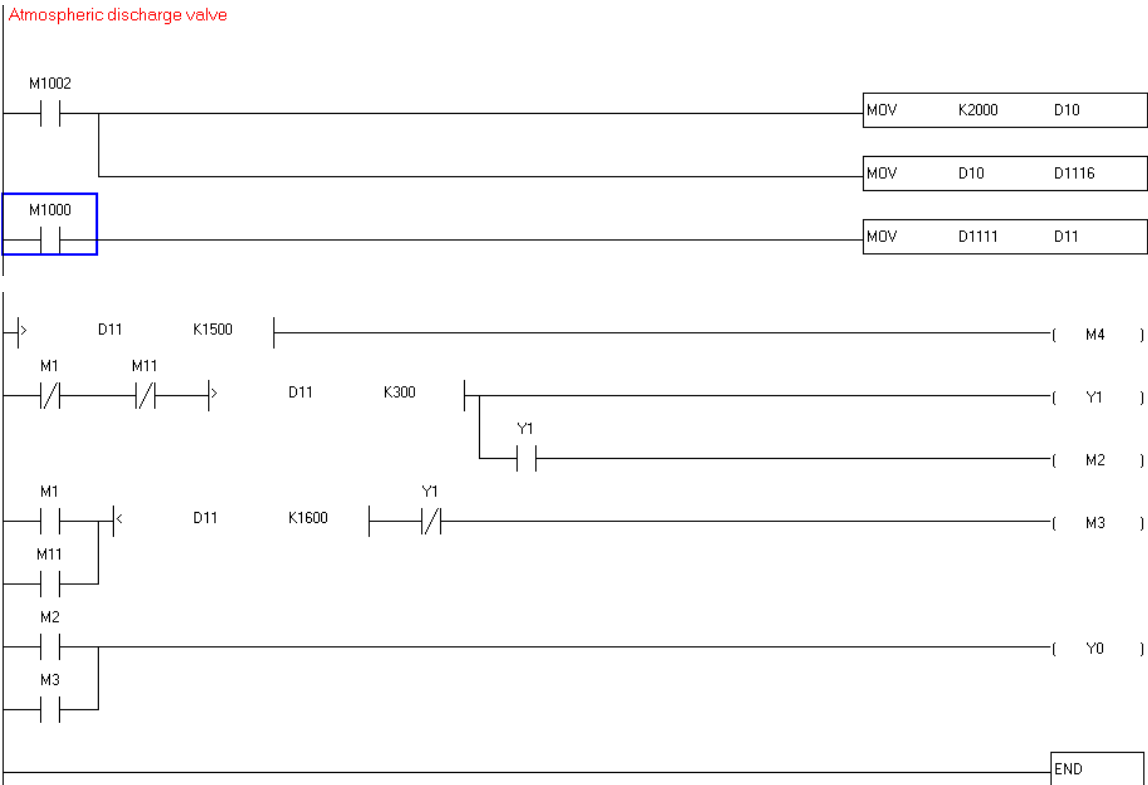 Atmospheric discharge valve
M1002
MOV K2000 D10
MOV D10 D1116
M1000
MOV D1111 D11
> D11 K1500 ( M4 )
M1 M11
> D11 K300 ( Y1 )
Y1
( M2 )
M1 Y1
< D11 K1600 ( M3 )
M11
M2
( Y0 )
M3
END